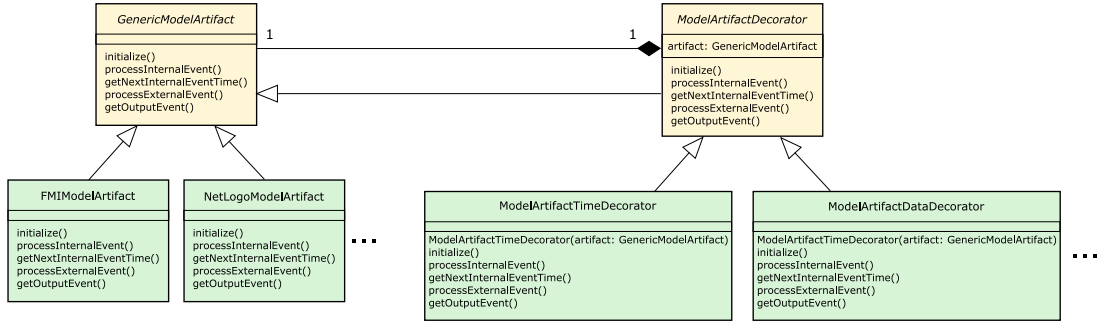 GenericModelArtifact
initialize()
processInternalEvent()
getNextInternalEventTime()
processExternalEvent()
getOutputEvent()
1
1
ModelArtifactDecorator
artifact: GenericModelArtifact
initialize()
processInternalEvent()
getNextInternalEventTime()
processExternalEvent()
getOutputEvent()
FMIModelArtifact
initialize()
processInternalEvent()
getNextInternalEventTime()
processExternalEvent()
getOutputEvent()
NetLogoModelArtifact
initialize()
processInternalEvent()
getNextInternalEventTime()
processExternalEvent()
getOutputEvent()
...
ModelArtifactTimeDecorator
ModelArtifactTimeDecorator(artifact: GenericModelArtifact)
initialize()
processInternalEvent()
getNextInternalEventTime()
processExternalEvent()
getOutputEvent()
ModelArtifactDataDecorator
ModelArtifactTimeDecorator(artifact: GenericModelArtifact)
initialize()
processInternalEvent()
getNextInternalEventTime()
processExternalEvent()
getOutputEvent()
...